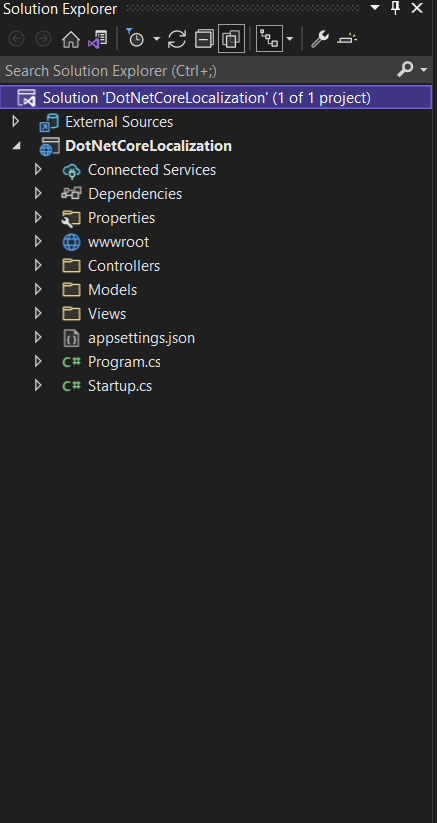 Solution Explorer
Search Solution Explorer (Ctrl+;)
Solution 'DotNetCoreLocalization' (1 of 1 project)
External Sources
DotNetCoreLocalization
Connected Services
Dependencies
Properties
wwwroot
Controllers
Models
Views
appsettings.json
C# Program.cs
C# Startup.cs